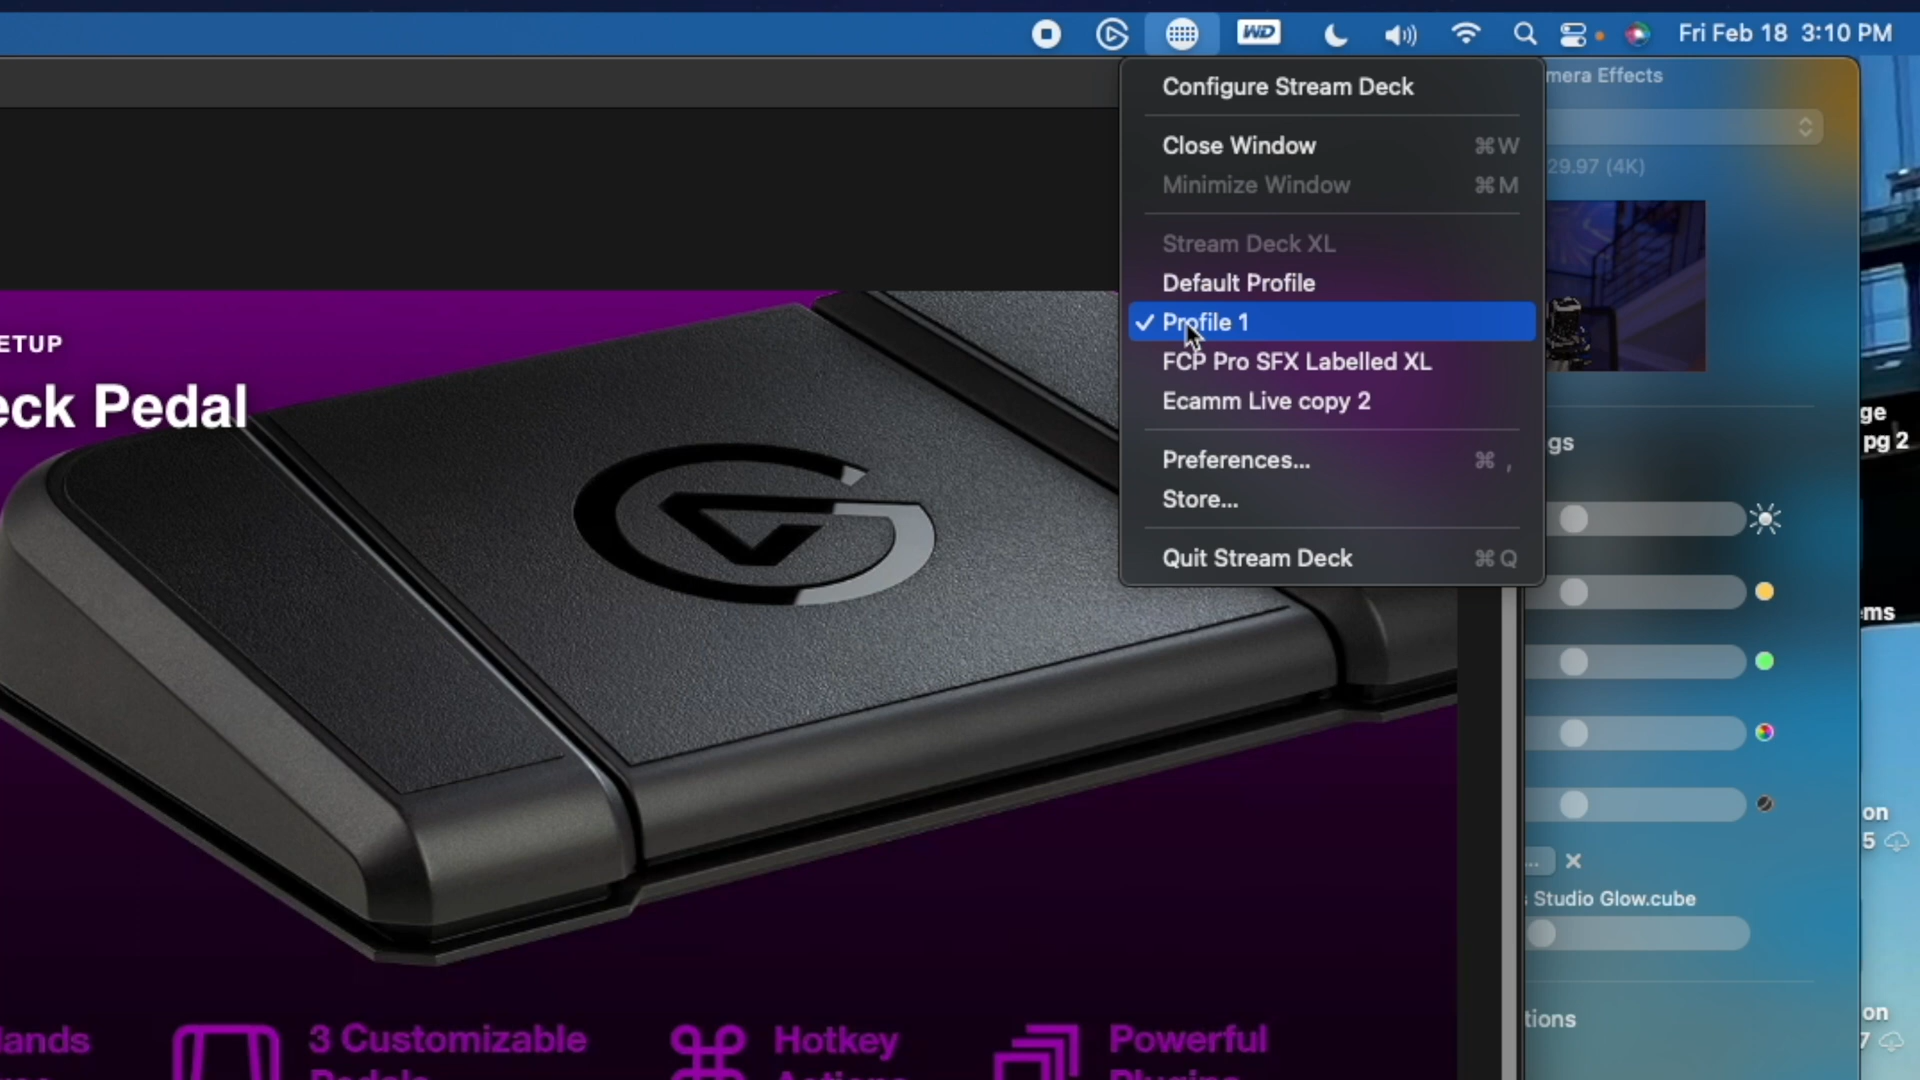 WD
Fri Feb 18 3:10 PM
Configure Stream Deck
Close Window ⌘W
Minimize Window ⌘M
Stream Deck XL
Default Profile
✓ Profile 1
FCP Pro SFX Labelled XL
Ecamm Live copy 2
Preferences... ⌘ ,
Store...
Quit Stream Deck ⌘Q
mera Effects
29.97 (4K)
gs
...
Studio Glow.cube
tions
ge
pg 2
ms
on
5
on
7
ETUP
eck Pedal
lands
3 Customizable
Hotkey
Powerful